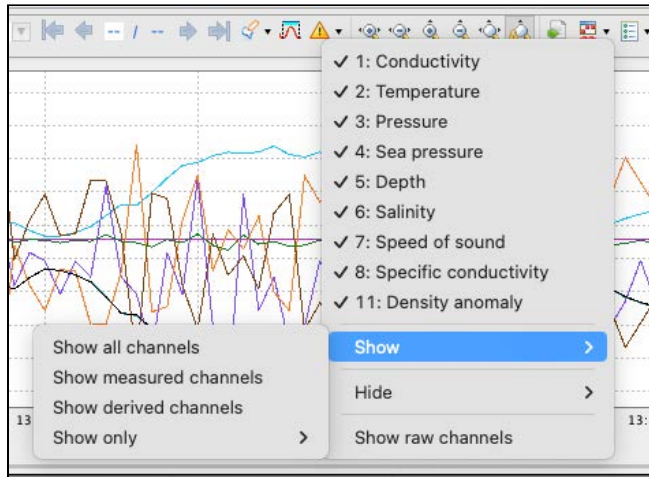 -- / --
✓ 1: Conductivity
✓ 2: Temperature
✓ 3: Pressure
✓ 4: Sea pressure
✓ 5: Depth
✓ 6: Salinity
✓ 7: Speed of sound
✓ 8: Specific conductivity
✓ 11: Density anomaly
Show
Hide
Show raw channels
Show all channels
Show measured channels
Show derived channels
Show only
13
13: